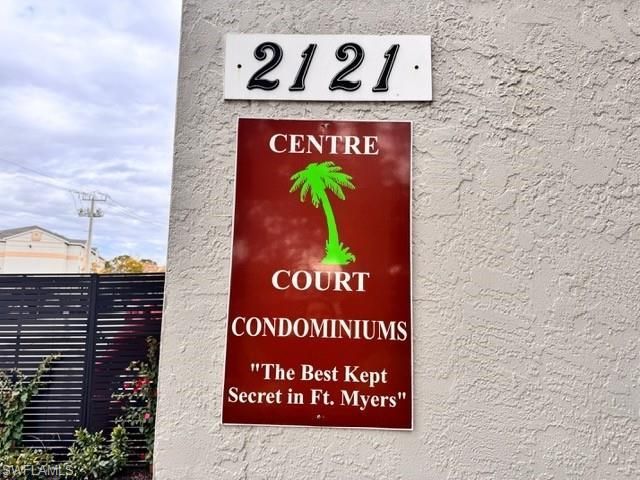 2121
CENTRE
COURT
CONDOMINIUMS
"The Best Kept
Secret in Ft. Myers"
SWFLAMLS